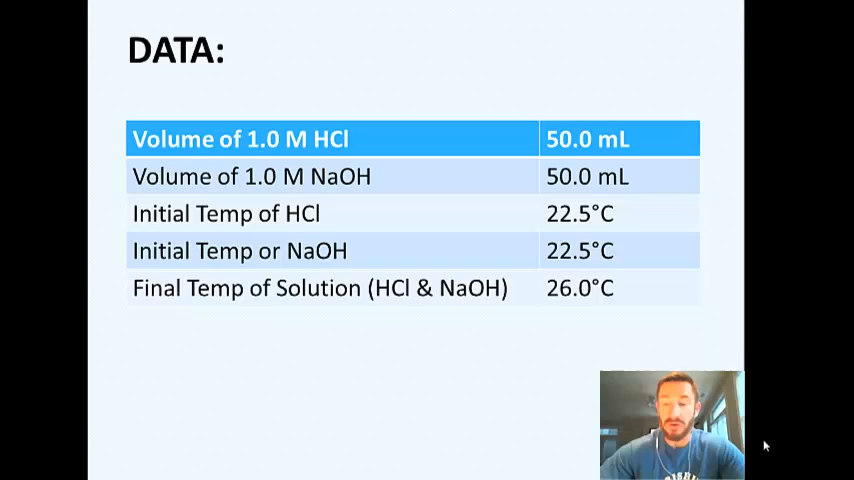 DATA:
Volume of 1.0 M HCl 50.0 mL
Volume of 1.0 M NaOH 50.0 mL
Initial Temp of HCl 22.5°C
Initial Temp or NaOH 22.5°C
Final Temp of Solution (HCl & NaOH) 26.0°C